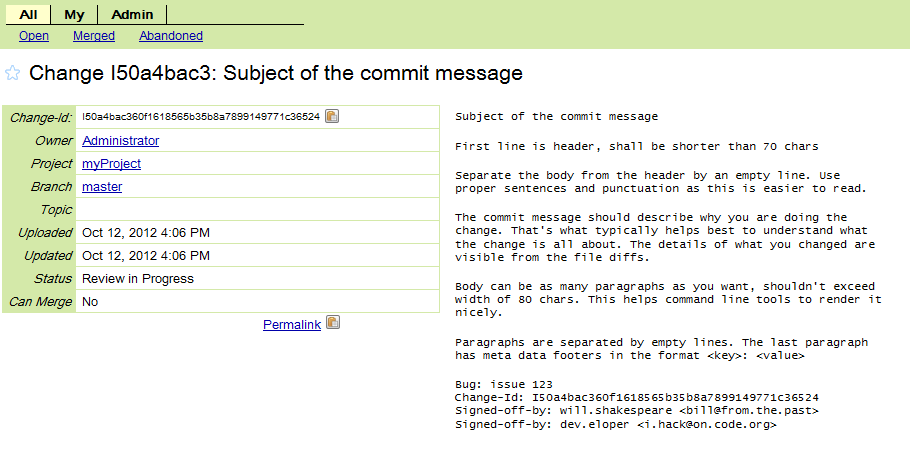 All My Admin
Open Merged Abandoned
Change I50a4bac3: Subject of the commit message
Change-Id: I50a4bac360f1618565b35b8a7899149771c36524
Owner Administrator
Project myProject
Branch master
Topic
Uploaded Oct 12, 2012 4:06 PM
Updated Oct 12, 2012 4:06 PM
Status Review in Progress
Can Merge No
Permalink
Subject of the commit message
First line is header, shall be shorter than 70 chars
Separate the body from the header by an empty line. Use
proper sentences and punctuation as this is easier to read.
The commit message should describe why you are doing the
change. That's what typically helps best to understand what
the change is all about. The details of what you changed are
visible from the file diffs.
Body can be as many paragraphs as you want, shouldn't exceed
width of 80 chars. This helps command line tools to render it
nicely.
Paragraphs are separated by empty lines. The last paragraph
has meta data footers in the format <key>: <value>
Bug: issue 123
Change-Id: I50a4bac360f1618565b35b8a7899149771c36524
Signed-off-by: will.shakespeare <bill@from.the.past>
Signed-off-by: dev.eloper <i.hack@on.code.org>